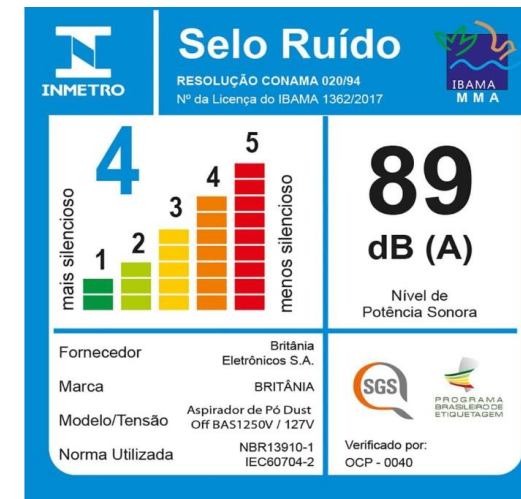 INMETRO
Selo Ruído
RESOLUÇÃO CONAMA 020/94
Nº da Licença do IBAMA 1362/2017
IBAMA
M M A
4
mais silencioso
1
2
3
4
5
menos silencioso
89
dB (A)
Nível de
Potência Sonora
Fornecedor
Britânia
Eletrônicos S.A.
Marca
BRITÂNIA
Modelo/Tensão
Aspirador de Pó Dust
Off BAS1250V / 127V
Norma Utilizada
NBR13910-1
IEC60704-2
SGS
PROGRAMA
BRASILEIRO DE
ETIQUETAGEM
Verificado por:
OCP - 0040